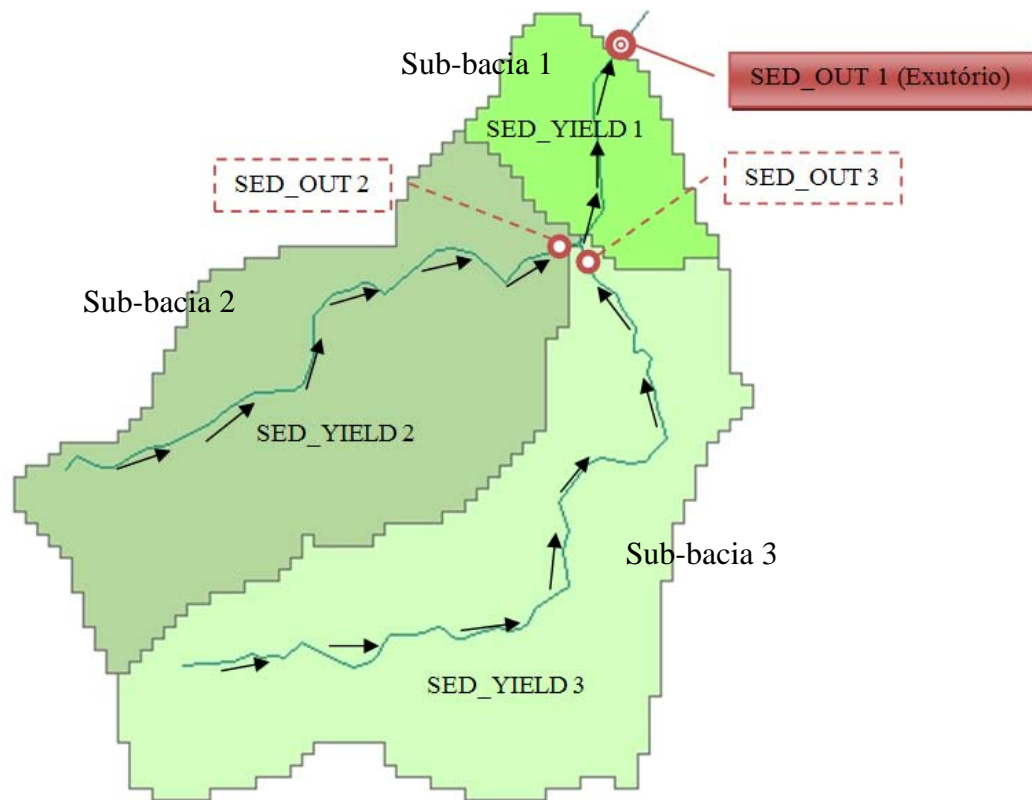 Sub-bacia 1
SED_OUT 1 (Exutório)
SED_YIELD 1
SED_OUT 2
SED_OUT 3
Sub-bacia 2
SED_YIELD 2
Sub-bacia 3
SED_YIELD 3